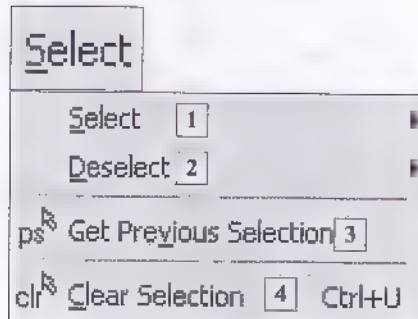 Select
Select 1
Deselect 2
ps Get Previous Selection 3
clr Clear Selection 4 Ctrl+U